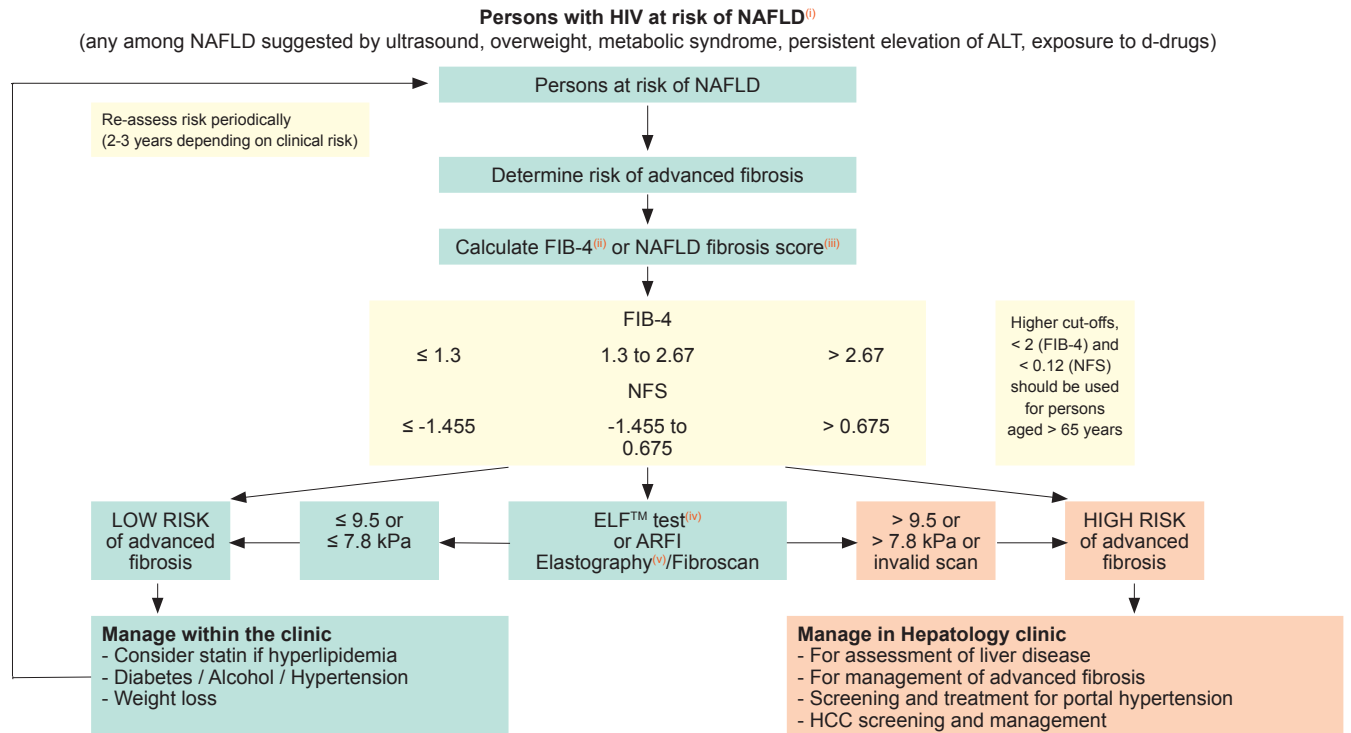 Persons with HIV at risk of NAFLD(i)
(any among NAFLD suggested by ultrasound, overweight, metabolic syndrome, persistent elevation of ALT, exposure to d-drugs)
Persons at risk of NAFLD
Re-assess risk periodically
(2-3 years depending on clinical risk)
Determine risk of advanced fibrosis
Calculate FIB-4(ii) or NAFLD fibrosis score(iii)
FIB-4
≤ 1.3 1.3 to 2.67 > 2.67
NFS
≤ -1.455 -1.455 to > 0.675
0.675
Higher cut-offs,
< 2 (FIB-4) and
< 0.12 (NFS)
should be used
for persons
aged > 65 years
LOW RISK
of advanced
fibrosis
≤ 9.5 or
≤ 7.8 kPa
ELF™ test(iv)
or ARFI
Elastography(v)/Fibroscan
> 9.5 or
> 7.8 kPa or
invalid scan
HIGH RISK
of advanced
fibrosis
Manage within the clinic
- Consider statin if hyperlipidemia
- Diabetes / Alcohol / Hypertension
- Weight loss
Manage in Hepatology clinic
- For assessment of liver disease
- For management of advanced fibrosis
- Screening and treatment for portal hypertension
- HCC screening and management